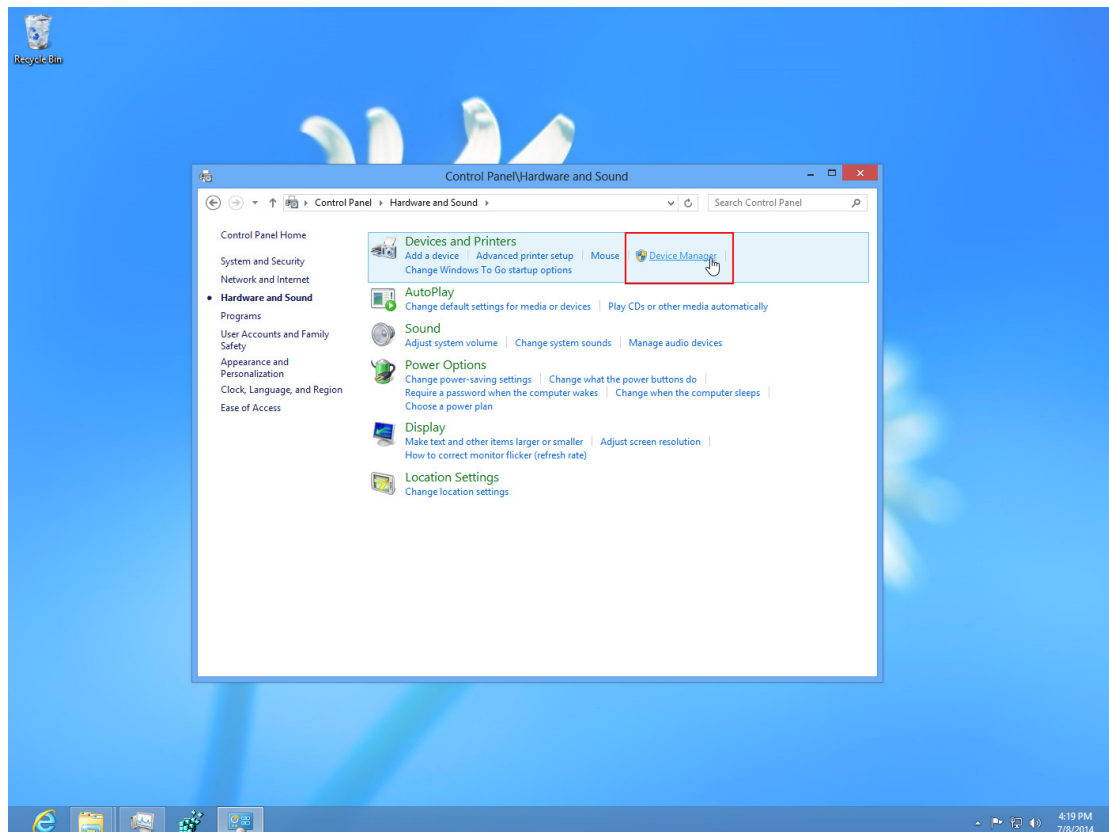 Recycle Bin
Control Panel\Hardware and Sound
Control Panel Hardware and Sound
Search Control Panel
Control Panel Home
System and Security
Network and Internet
Hardware and Sound
Programs
User Accounts and Family
Safety
Appearance and
Personalization
Clock, Language, and Region
Ease of Access
Devices and Printers
Add a device Advanced printer setup Mouse Device Manager
Change Windows To Go startup options
AutoPlay
Change default settings for media or devices Play CDs or other media automatically
Sound
Adjust system volume Change system sounds Manage audio devices
Power Options
Change power-saving settings Change what the power buttons do
Require a password when the computer wakes Change when the computer sleeps
Choose a power plan
Display
Make text and other items larger or smaller Adjust screen resolution
How to correct monitor flicker (refresh rate)
Location Settings
Change location settings
4:19 PM
7/8/2014